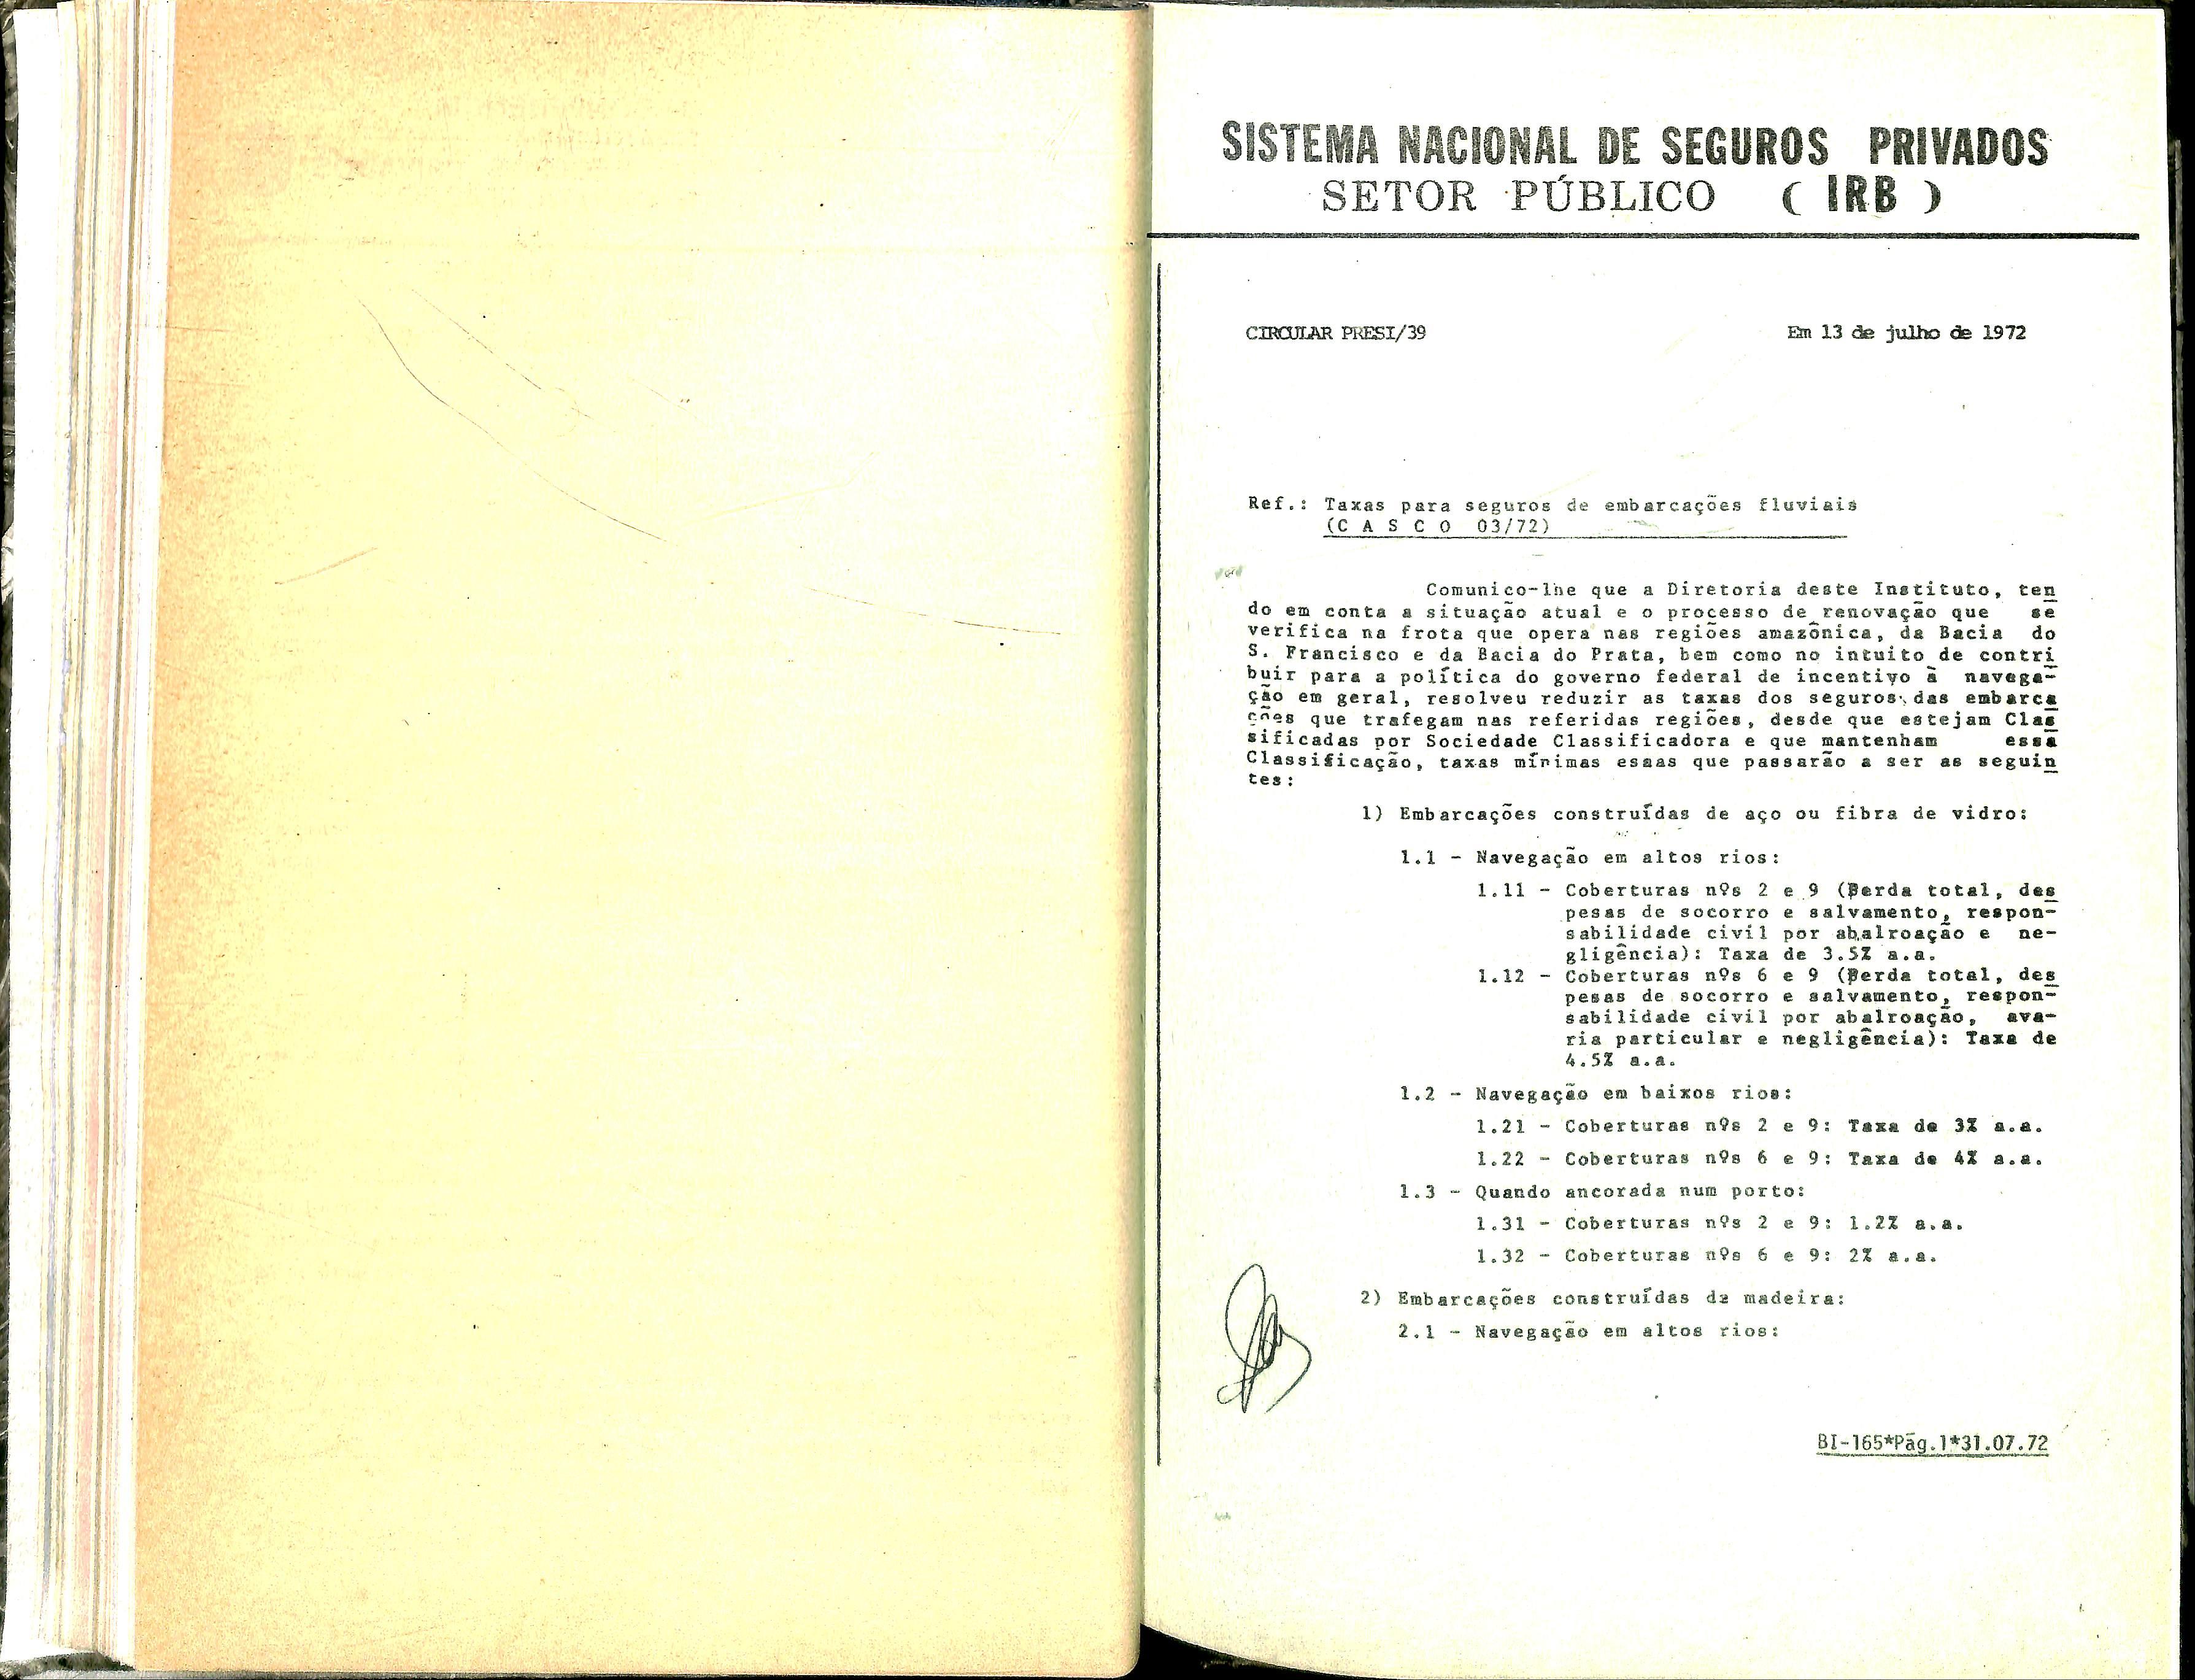 SISTEMA NACIONAL DE SEGUROS PRIVADOS
SETOR PÚBLICO ( IRB )
CIRCULAR PRESI/39 Em 13 de julho de 1972
Ref.: Taxas para seguros de embarcações fluviais
(C A S C O 03/72)
Comunico-lhe que a Diretoria deste Instituto, ten
do em conta a situação atual e o processo de renovação que se
verifica na frota que opera nas regiões amazônica, da Bacia do
S. Francisco e da Bacia do Prata, bem como no intuito de contri
buir para a política do governo federal de incentivo à navega-
ção em geral, resolveu reduzir as taxas dos seguros das embarca
ções que trafegam nas referidas regiões, desde que estejam Clas
sificadas por Sociedade Classificadora e que mantenham essa
Classificação, taxas mínimas essas que passarão a ser as seguin
tes:
1) Embarcações construídas de aço ou fibra de vidro:
1.1 - Navegação em altos rios:
1.11 - Coberturas nºs 2 e 9 (Perda total, des
pesas de socorro e salvamento, respon-
sabilidade civil por abalroação e ne-
gligência): Taxa de 3.5% a.a.
1.12 - Coberturas nºs 6 e 9 (Perda total, des
pesas de socorro e salvamento, respon-
sabilidade civil por abalroação, ava-
ria particular e negligência): Taxa de
4.5% a.a.
1.2 - Navegação em baixos rios:
1.21 - Coberturas nºs 2 e 9: Taxa de 3% a.a.
1.22 - Coberturas nºs 6 e 9: Taxa de 4% a.a.
1.3 - Quando ancorada num porto:
1.31 - Coberturas nºs 2 e 9: 1.2% a.a.
1.32 - Coberturas nºs 6 e 9: 2% a.a.
2) Embarcações construídas de madeira:
2.1 - Navegação em altos rios:
BI-165*Pág.1*31.07.72